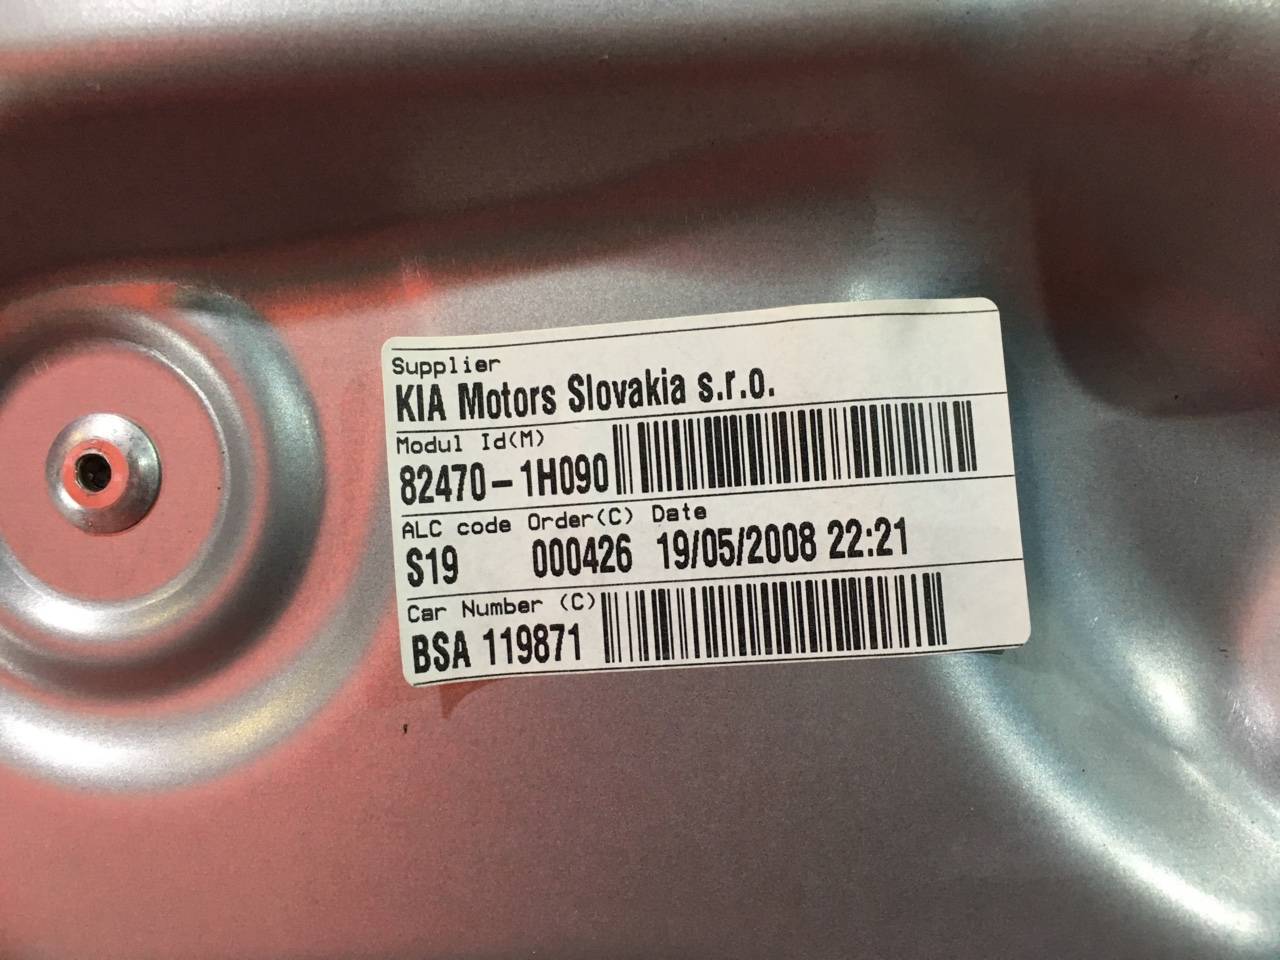 Supplier
KIA Motors Slovakia s.r.o.
Modul Id(M)
82470-1H090
ALC code Order(C) Date
S19 000426 19/05/2008 22:21
Car Number (C)
BSA 119871